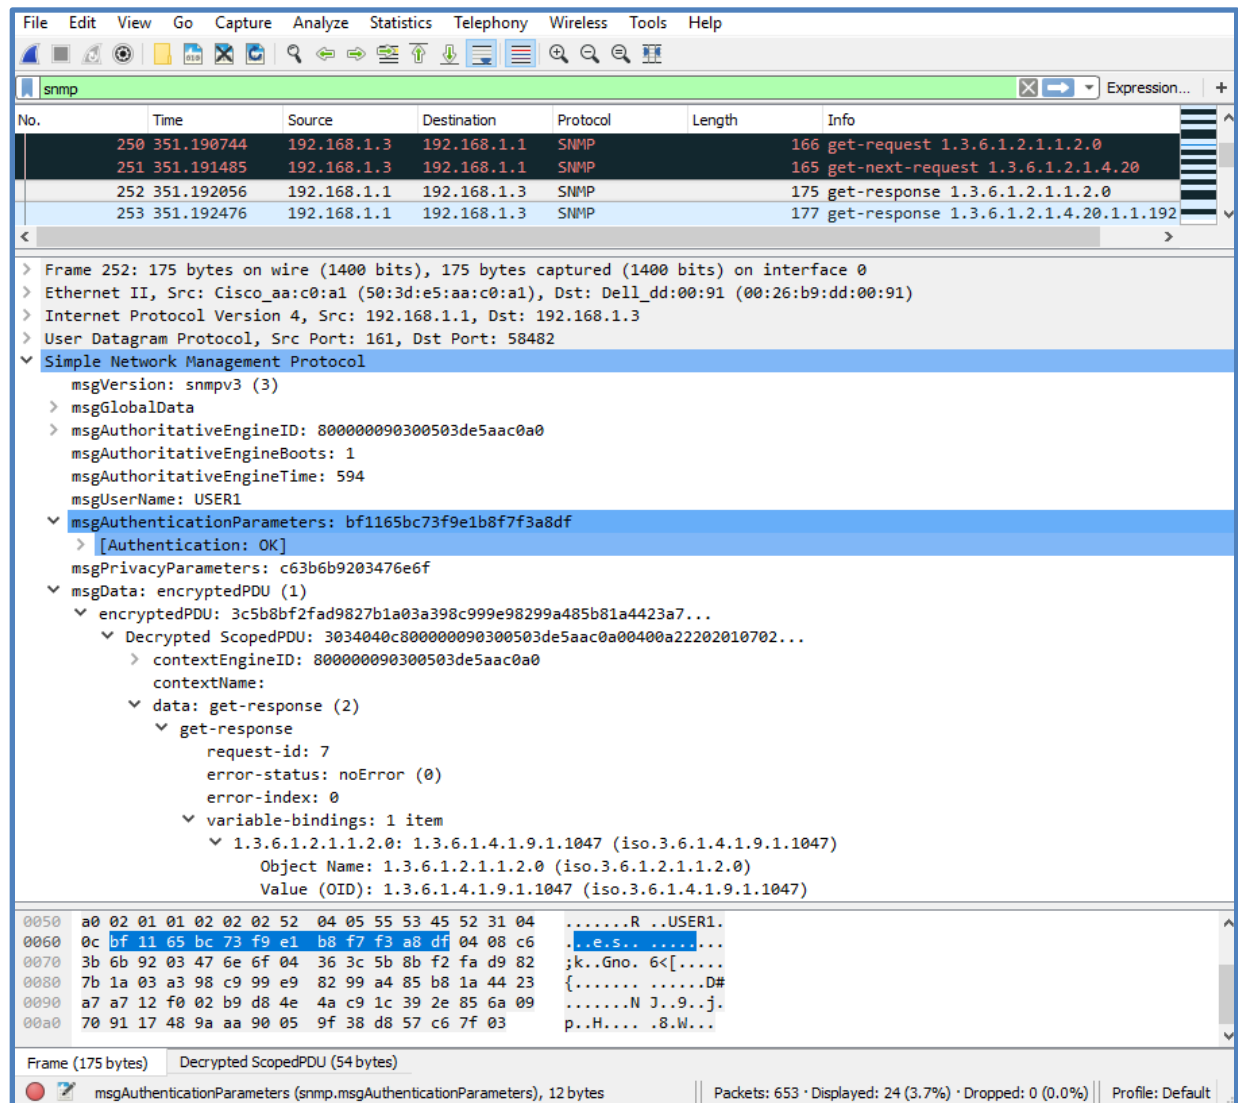 File Edit View Go Capture Analyze Statistics Telephony Wireless Tools Help
snmp Expression... +
No. Time Source Destination Protocol Length Info
250 351.190744 192.168.1.3 192.168.1.1 SNMP 166 get-request 1.3.6.1.2.1.1.2.0
251 351.191485 192.168.1.3 192.168.1.1 SNMP 165 get-next-request 1.3.6.1.2.1.4.20
252 351.192056 192.168.1.1 192.168.1.3 SNMP 175 get-response 1.3.6.1.2.1.1.2.0
253 351.192476 192.168.1.1 192.168.1.3 SNMP 177 get-response 1.3.6.1.2.1.4.20.1.1.192
Frame 252: 175 bytes on wire (1400 bits), 175 bytes captured (1400 bits) on interface 0
Ethernet II, Src: Cisco_aa:c0:a1 (50:3d:e5:aa:c0:a1), Dst: Dell_dd:00:91 (00:26:b9:dd:00:91)
Internet Protocol Version 4, Src: 192.168.1.1, Dst: 192.168.1.3
User Datagram Protocol, Src Port: 161, Dst Port: 58482
Simple Network Management Protocol
msgVersion: snmpv3 (3)
msgGlobalData
msgAuthoritativeEngineID: 800000090300503de5aac0a0
msgAuthoritativeEngineBoots: 1
msgAuthoritativeEngineTime: 594
msgUserName: USER1
msgAuthenticationParameters: bf1165bc73f9e1b8f7f3a8df
[Authentication: OK]
msgPrivacyParameters: c63b6b9203476e6f
msgData: encryptedPDU (1)
encryptedPDU: 3c5b8bf2fad9827b1a03a398c999e98299a485b81a4423a7...
Decrypted ScopedPDU: 3034040c800000090300503de5aac0a00400a22202010702...
contextEngineID: 800000090300503de5aac0a0
contextName:
data: get-response (2)
get-response
request-id: 7
error-status: noError (0)
error-index: 0
variable-bindings: 1 item
1.3.6.1.2.1.1.2.0: 1.3.6.1.4.1.9.1.1047 (iso.3.6.1.4.1.9.1.1047)
Object Name: 1.3.6.1.2.1.1.2.0 (iso.3.6.1.2.1.1.2.0)
Value (OID): 1.3.6.1.4.1.9.1.1047 (iso.3.6.1.4.1.9.1.1047)
0050 a0 02 01 01 02 02 02 52 04 05 55 53 45 52 31 04 .......R ..USER1.
0060 0c bf 11 65 bc 73 f9 e1 b8 f7 f3 a8 df 04 08 c6 ...e.s.. ........
0070 3b 6b 92 03 47 6e 6f 04 36 3c 5b 8b f2 fa d9 82 ;k..Gno. 6<[.....
0080 7b 1a 03 a3 98 c9 99 e9 82 99 a4 85 b8 1a 44 23 {....... ......D#
0090 a7 a7 12 f0 02 b9 d8 4e 4a c9 1c 39 2e 85 6a 09 .......N J..9..j.
00a0 70 91 17 48 9a aa 90 05 9f 38 d8 57 c6 7f 03 p..H.... .8.W...
Frame (175 bytes) Decrypted ScopedPDU (54 bytes)
msgAuthenticationParameters (snmp.msgAuthenticationParameters), 12 bytes Packets: 653 · Displayed: 24 (3.7%) · Dropped: 0 (0.0%) Profile: Default